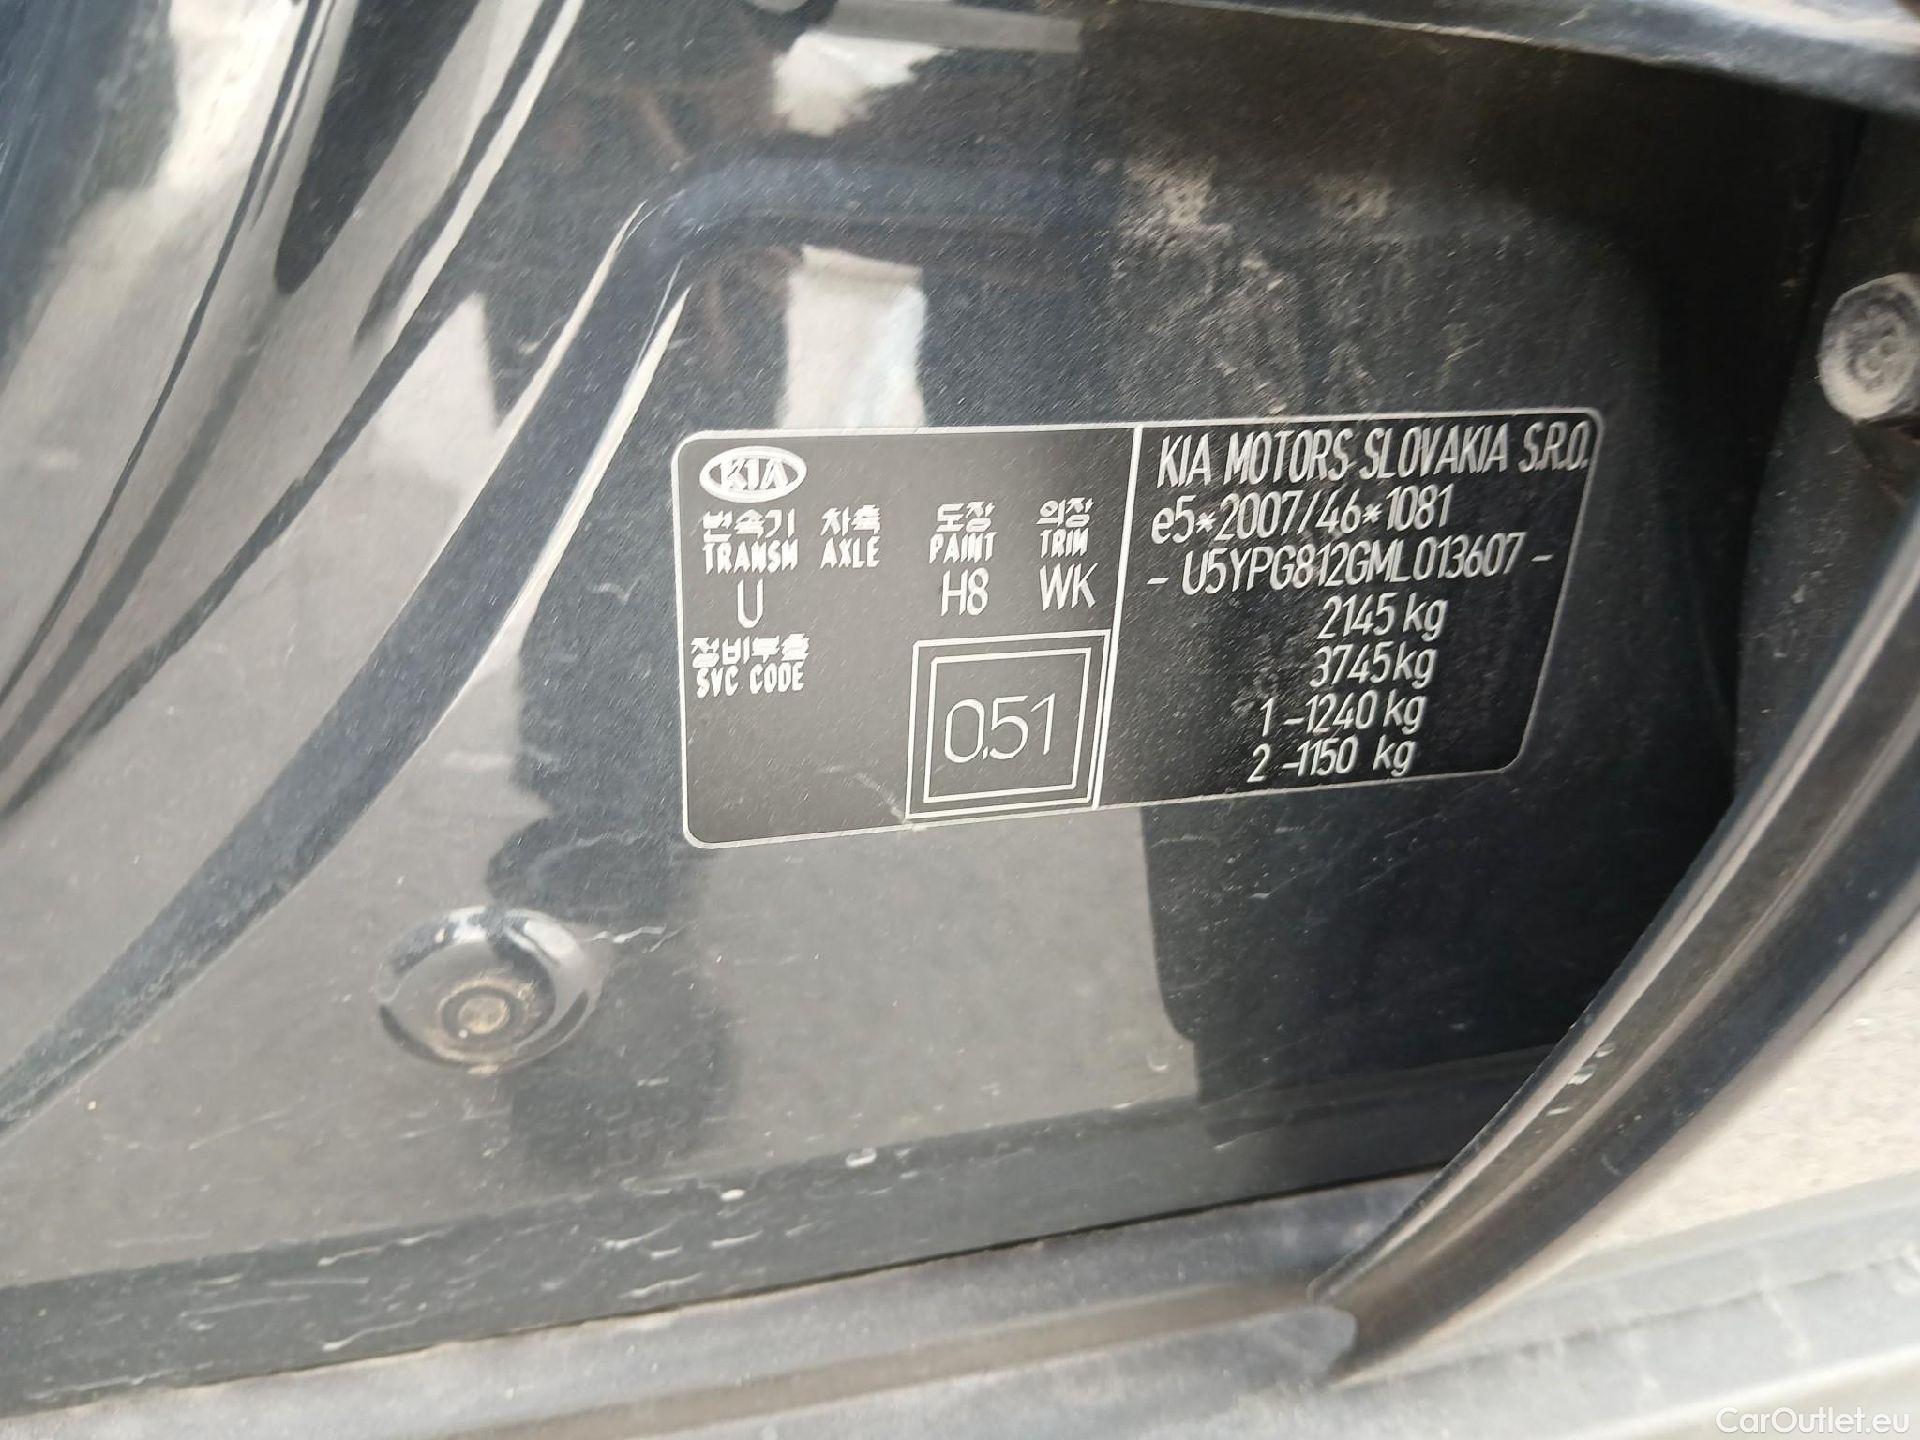 KIA
변속기 차축 도장 의장
TRANSM AXLE PAINT TRIM
U H8 WK
정비부호
SVC CODE
0.51
KIA MOTORS SLOVAKIA S.R.O.
e5*2007/46*1081
- U5YPG812GML013607 -
2145 kg
3745 kg
1 -1240 kg
2 -1150 kg
CarOutlet.eu